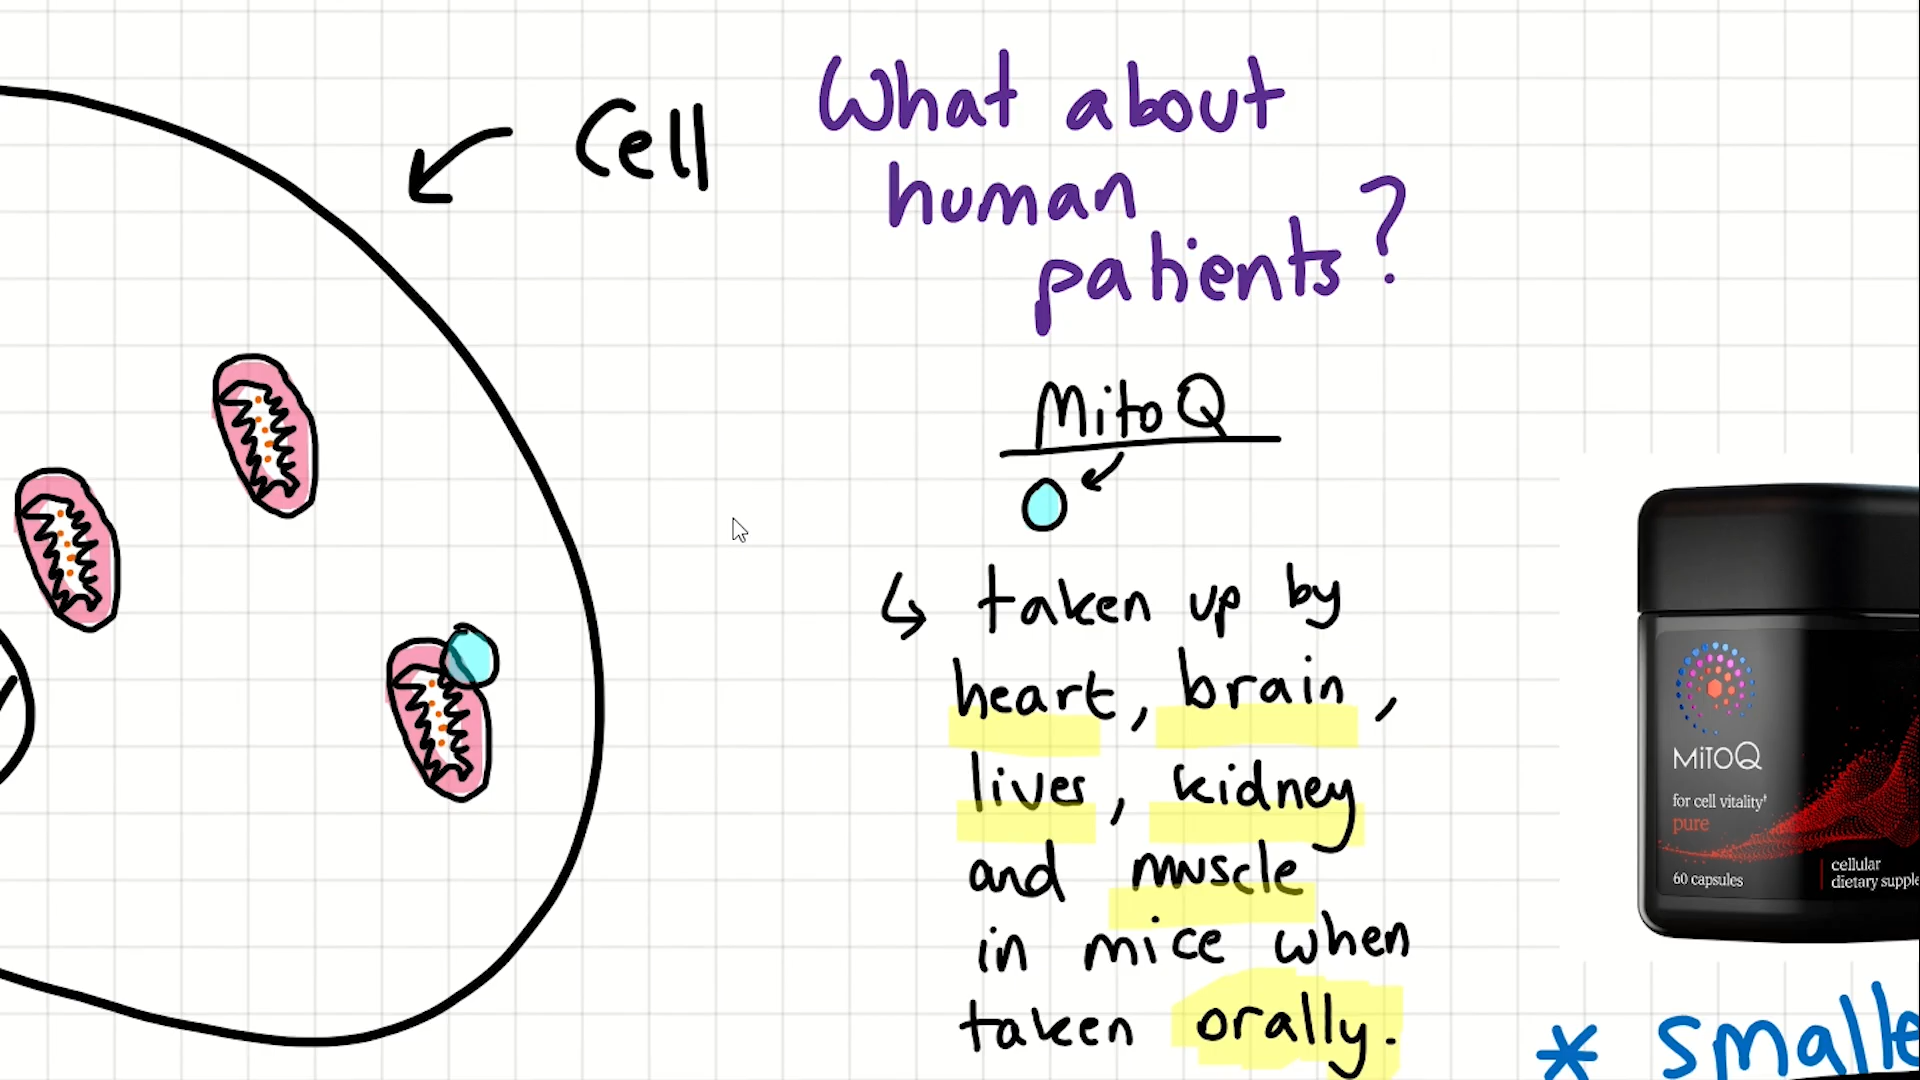 Cell
What about
human
patients?
MitoQ
↳ taken up by
heart, brain,
liver, kidney
and muscle
in mice when
taken orally.
MitoQ
for cell vitality†
pure
60 capsules
cellular
dietary supple
* smalle